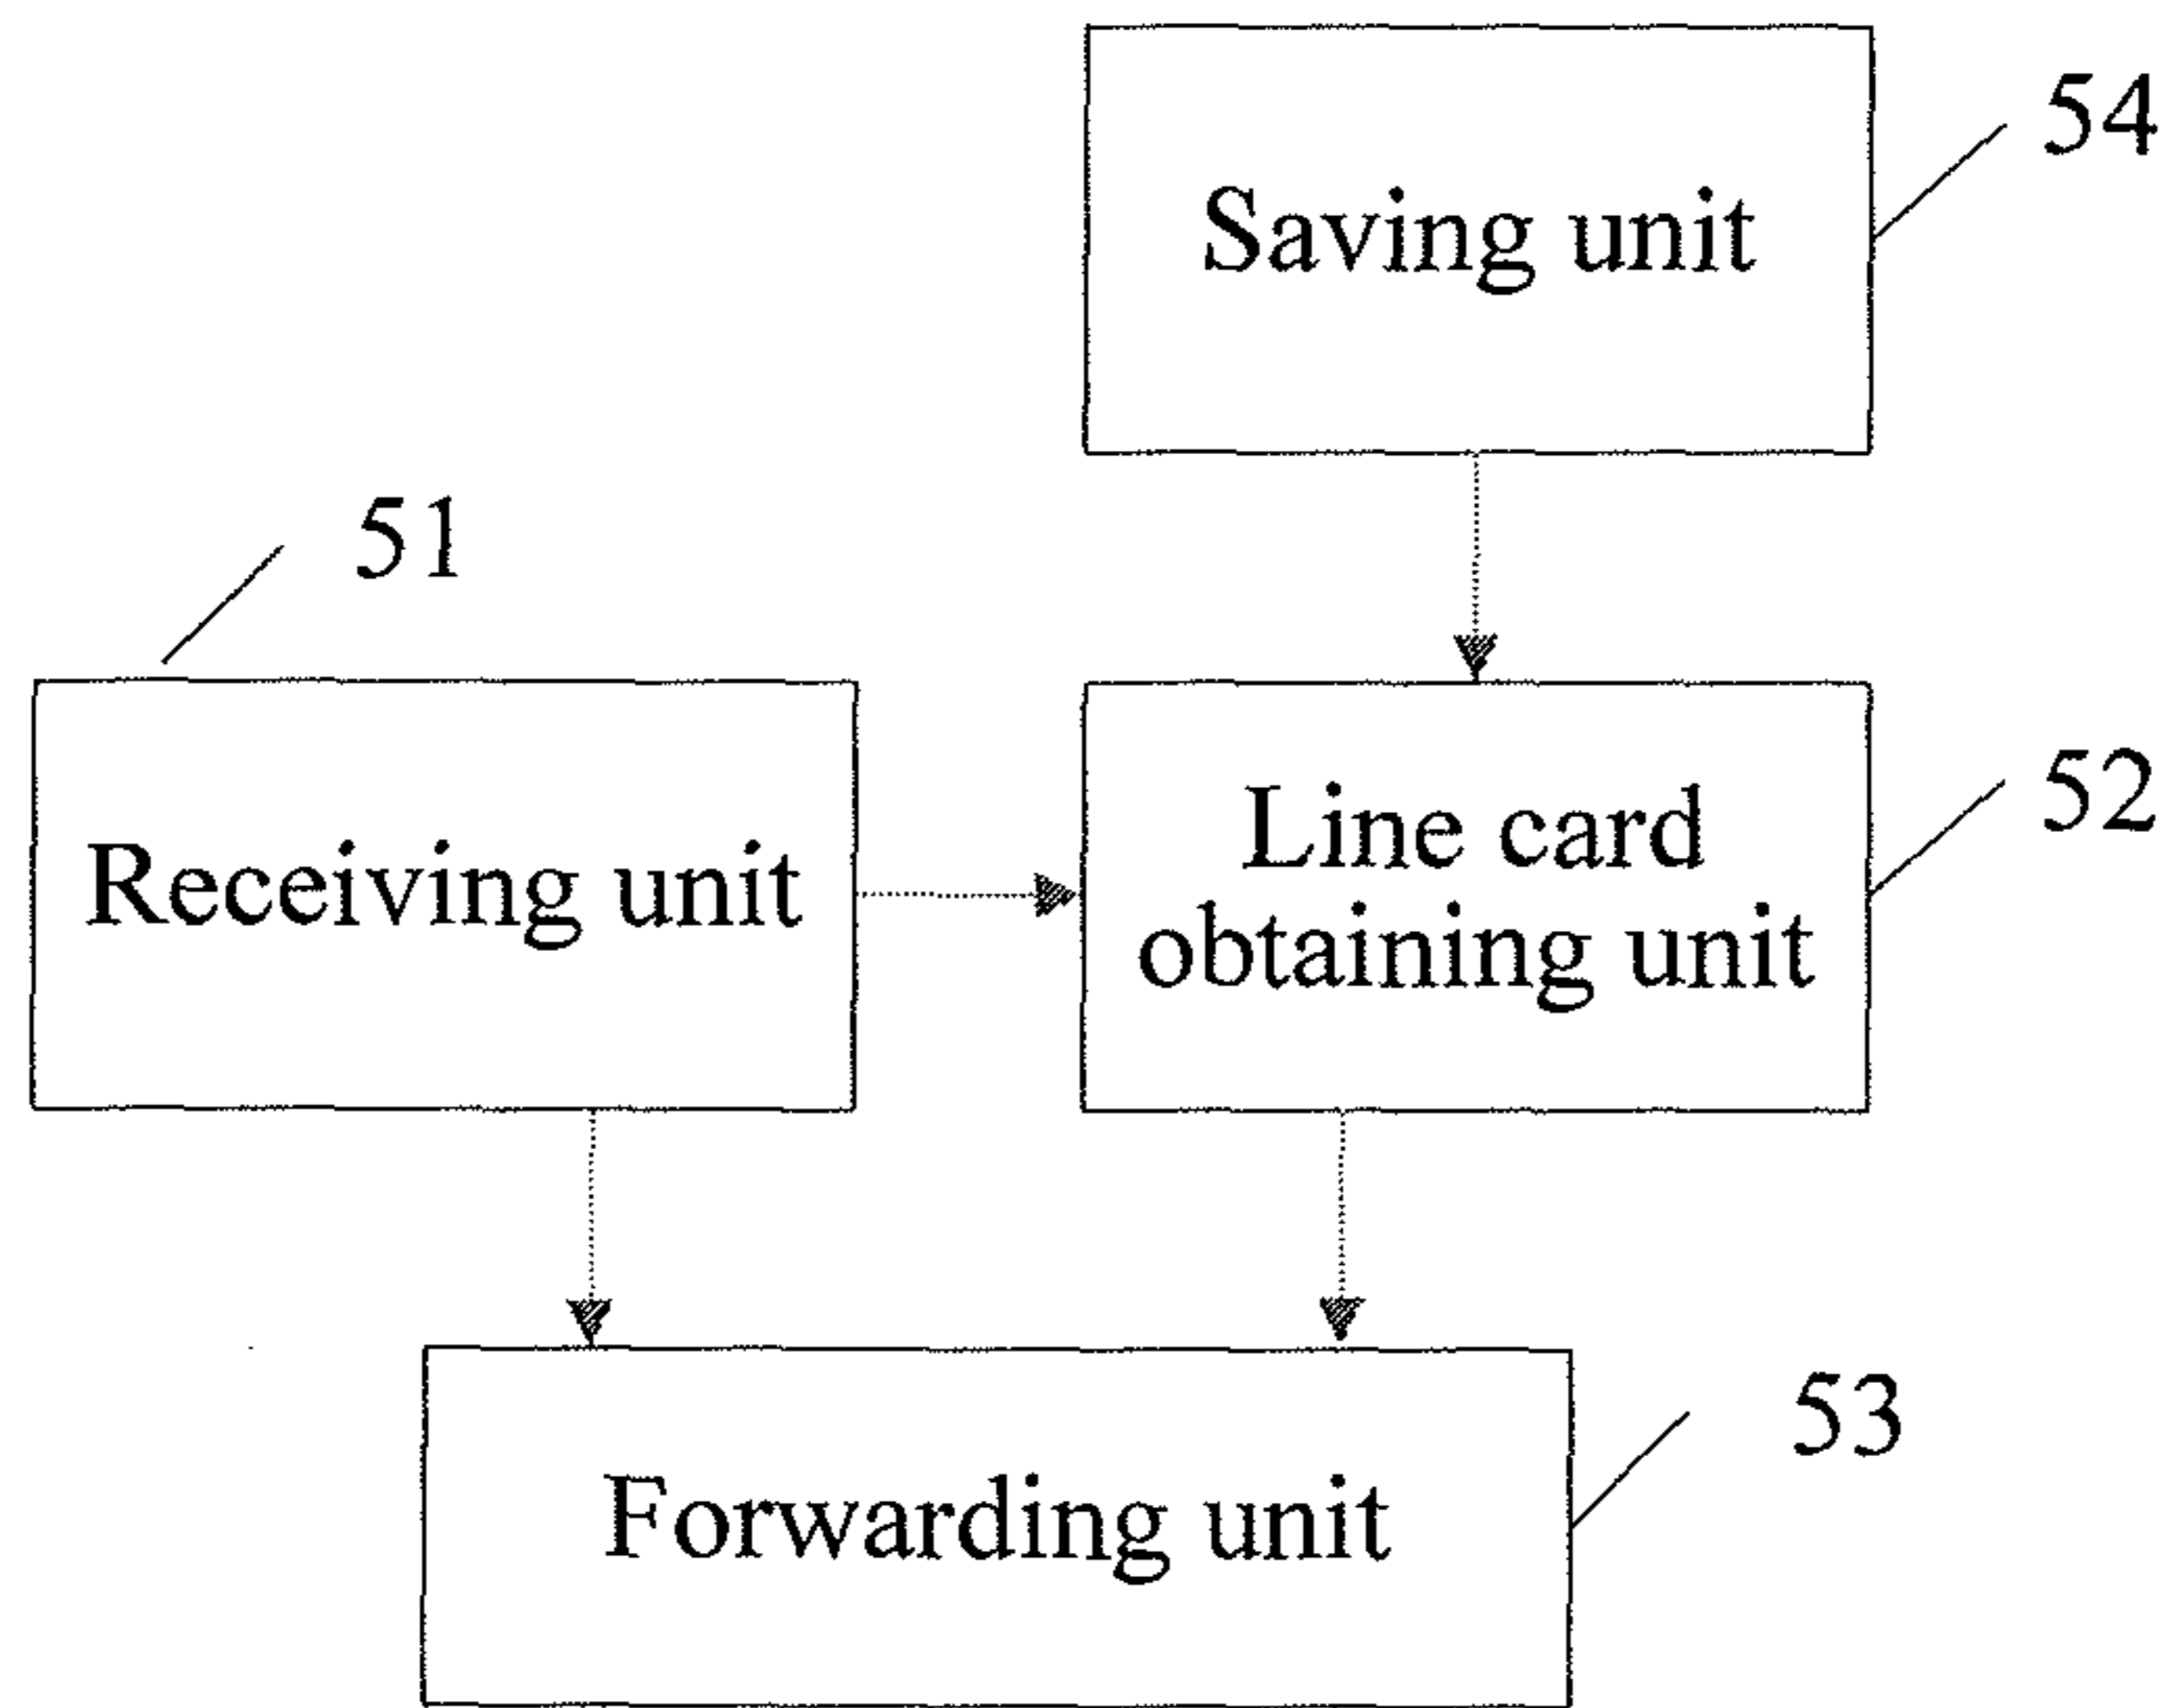 54
Saving unit
51
Receiving unit
Line card
obtaining unit
52
Forwarding unit
53